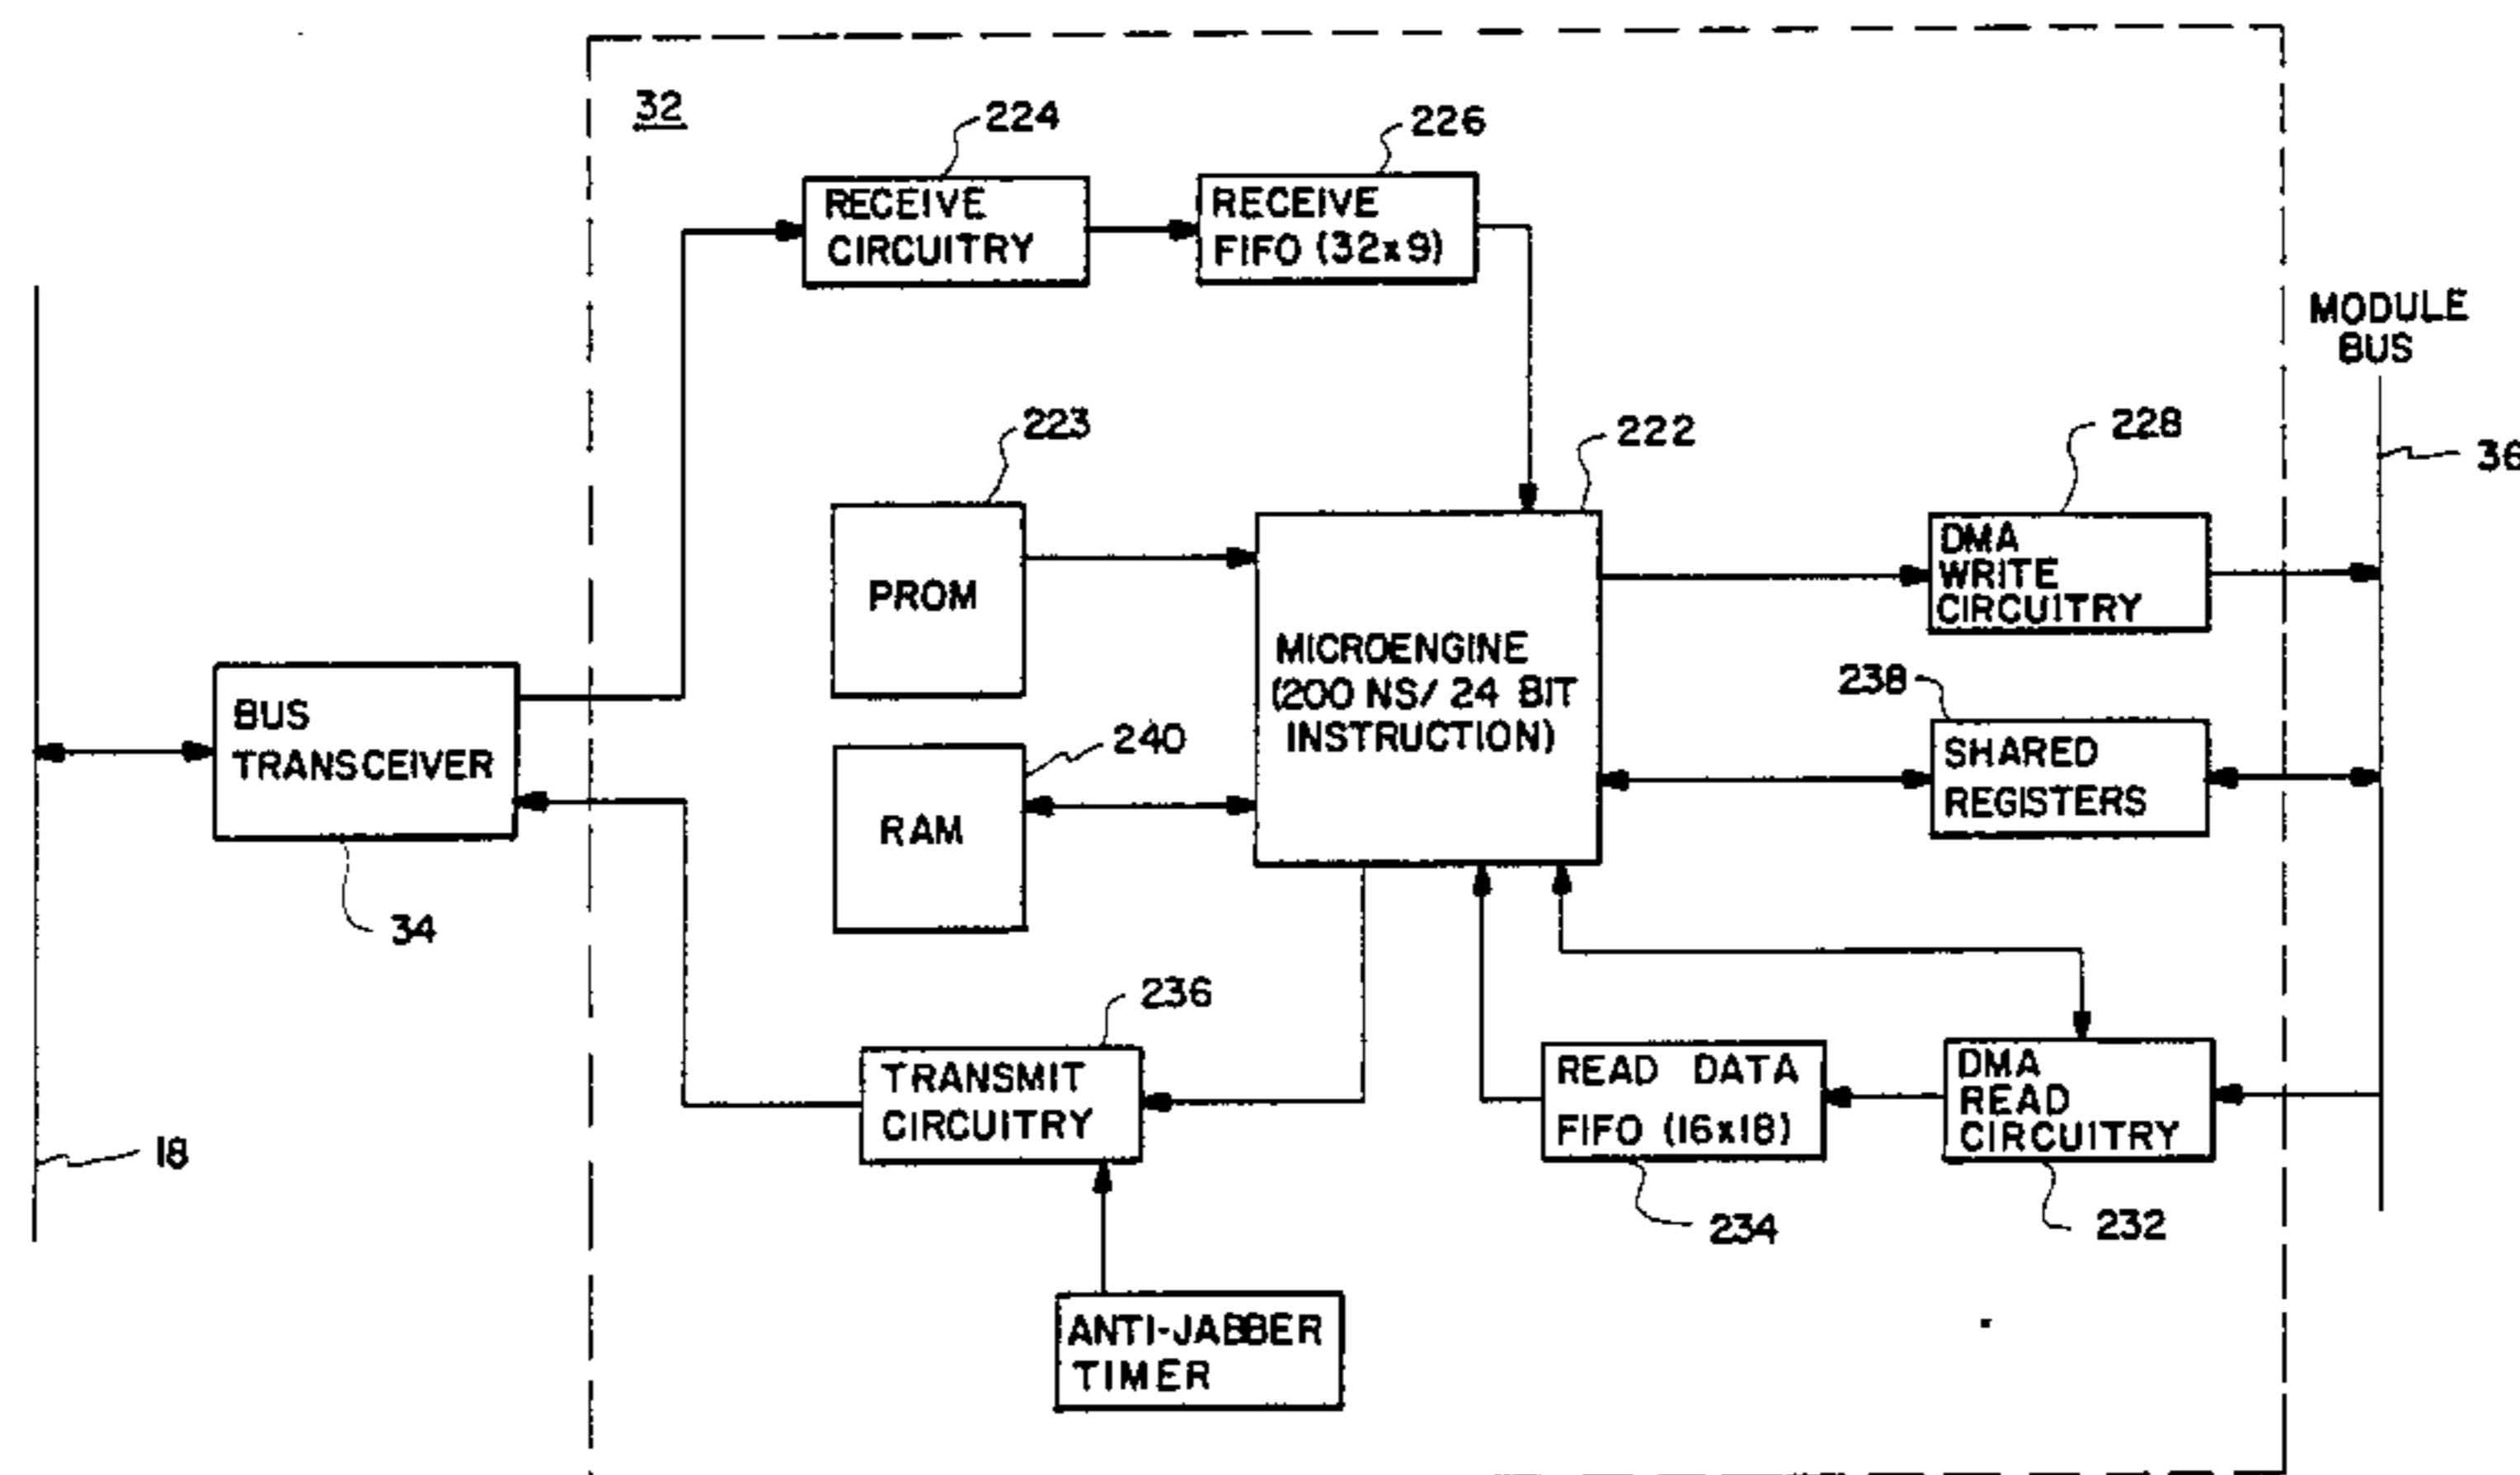 32
224
226
RECEIVE
CIRCUITRY
RECEIVE
FIFO (32x9)
MODULE
BUS
223
222
228
36
PROM
DMA
WRITE
CIRCUITRY
MICROENGINE
(200 NS/ 24 BIT
INSTRUCTION)
238
BUS
TRANSCEIVER
240
SHARED
REGISTERS
RAM
34
236
TRANSMIT
CIRCUITRY
READ DATA
FIFO (16x18)
DMA
READ
CIRCUITRY
18
234
232
ANTI-JABBER
TIMER